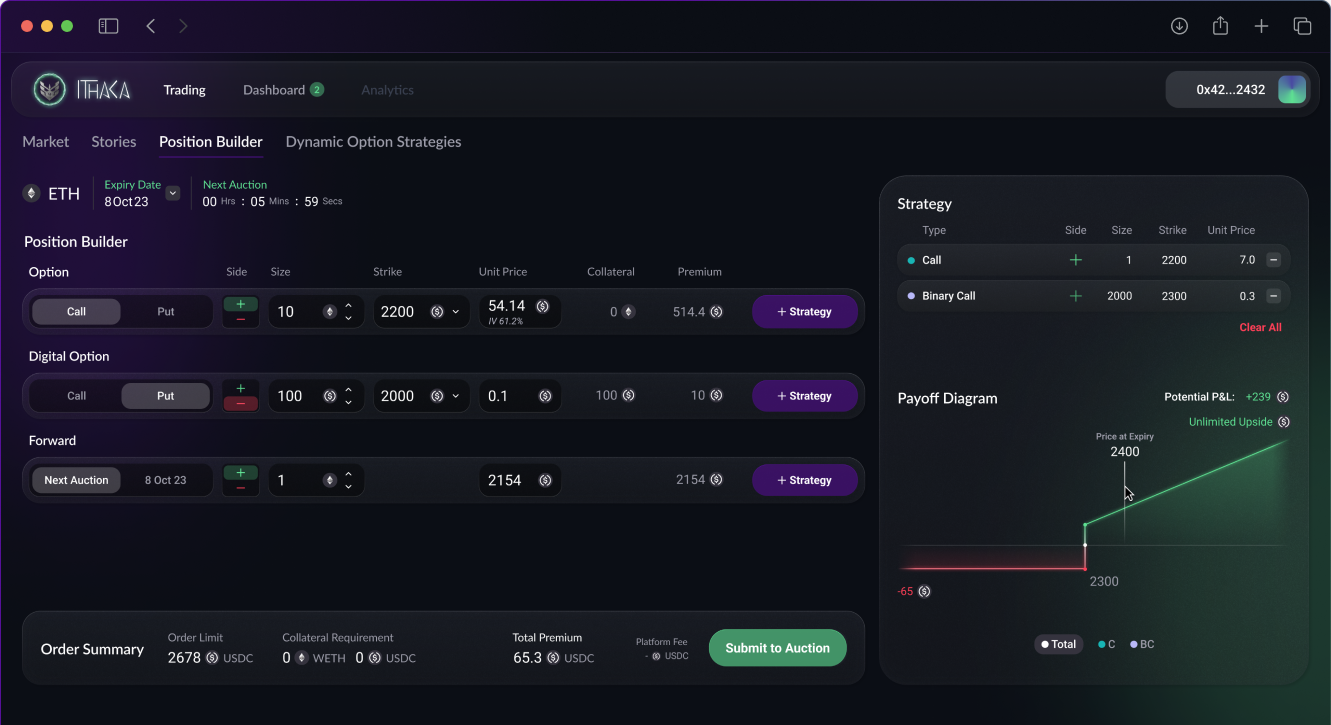 ITHAKA Trading Dashboard 2 Analytics 0x42...2432
Market Stories Position Builder Dynamic Option Strategies
ETH
Expiry Date
8Oct23
Next Auction
00 Hrs : 05 Mins : 59 Secs
Position Builder
Option Side Size Strike Unit Price Collateral Premium
Call Put + − 10 2200 54.14 0 514.4 + Strategy
IV 61.2%
Digital Option
Call Put + − 100 2000 0.1 100 10 + Strategy
Forward
Next Auction 8 Oct 23 + − 1 2154 2154 + Strategy
Order Summary
Order Limit
2678 USDC
Collateral Requirement
0 WETH 0 USDC
Total Premium
65.3 USDC
Platform Fee
- USDC
Submit to Auction
Strategy
Type Side Size Strike Unit Price
Call + 1 2200 7.0 −
Binary Call + 2000 2300 0.3 −
Clear All
Payoff Diagram
Potential P&L: +239
Unlimited Upside
Price at Expiry
2400
2300
-65
Total C BC